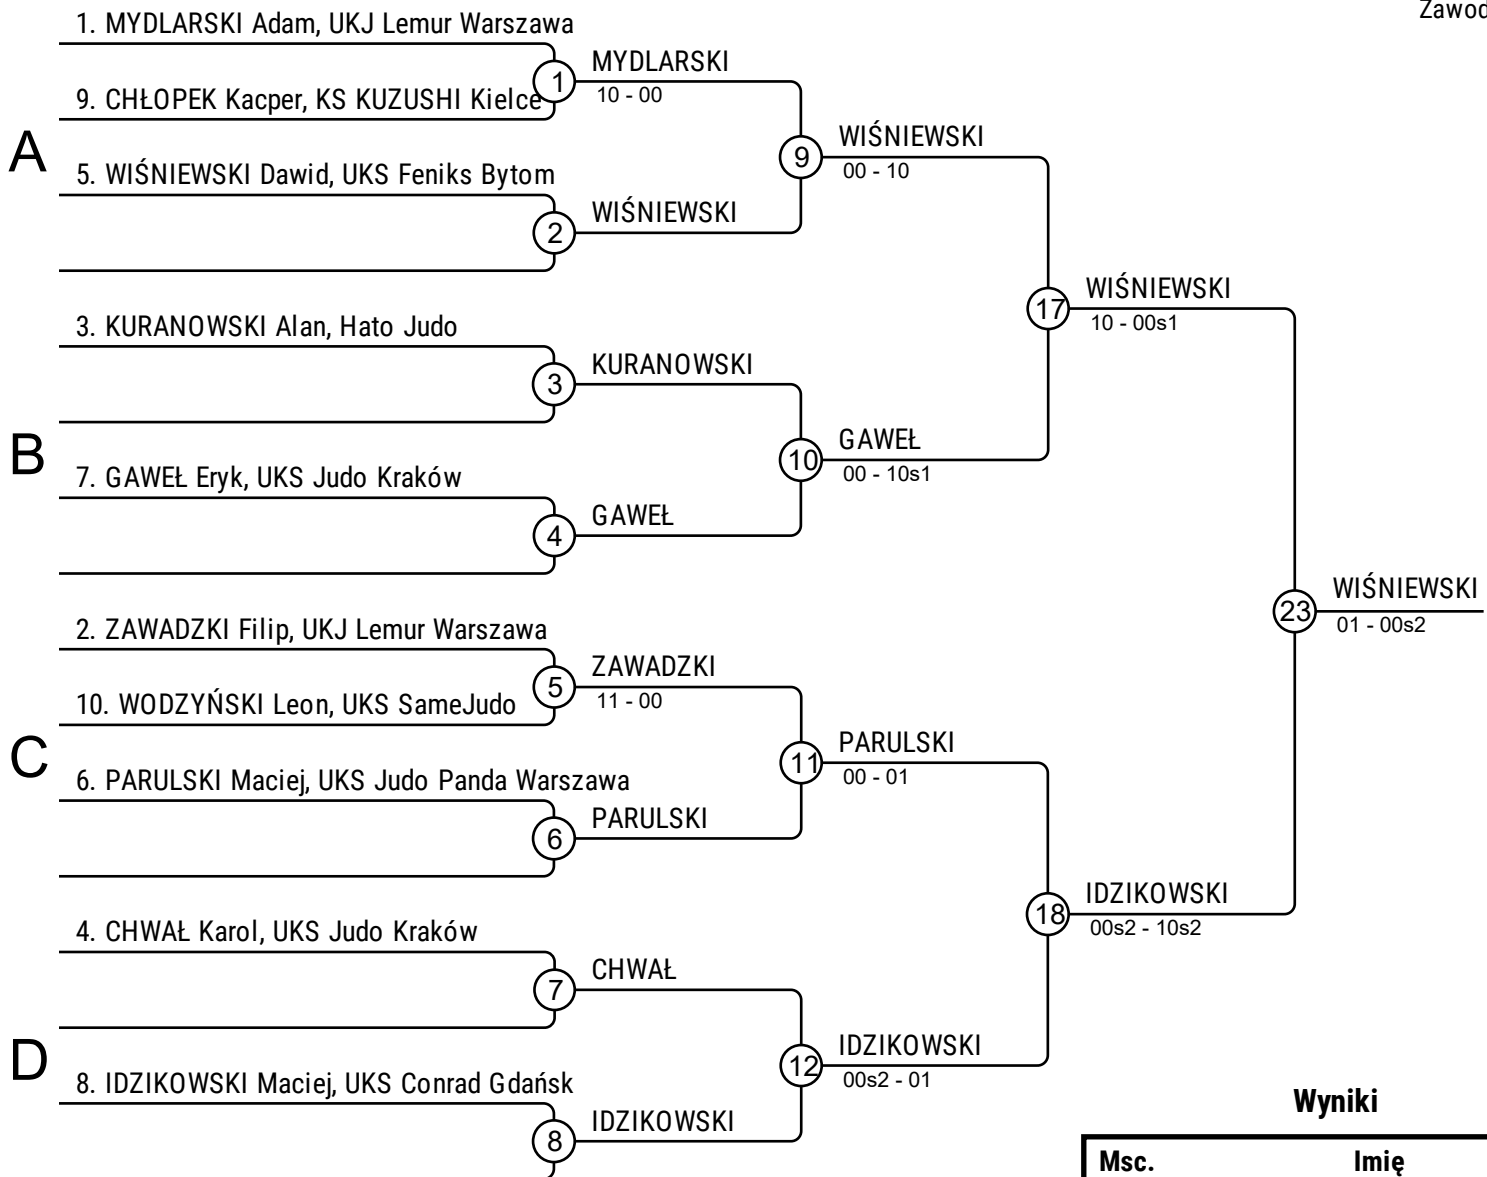 Zawod
1. MYDLARSKI Adam, UKJ Lemur Warszawa
1
MYDLARSKI
10 - 00
9. CHŁOPEK Kacper, KS KUZUSHI Kielce
A
9
WIŚNIEWSKI
00 - 10
5. WIŚNIEWSKI Dawid, UKS Feniks Bytom
2
WIŚNIEWSKI
17
WIŚNIEWSKI
10 - 00s1
3. KURANOWSKI Alan, Hato Judo
3
KURANOWSKI
B
10
GAWEŁ
00 - 10s1
7. GAWEŁ Eryk, UKS Judo Kraków
4
GAWEŁ
23
WIŚNIEWSKI
01 - 00s2
2. ZAWADZKI Filip, UKJ Lemur Warszawa
5
ZAWADZKI
11 - 00
10. WODZYŃSKI Leon, UKS SameJudo
C
11
PARULSKI
00 - 01
6. PARULSKI Maciej, UKS Judo Panda Warszawa
6
PARULSKI
18
IDZIKOWSKI
00s2 - 10s2
4. CHWAŁ Karol, UKS Judo Kraków
7
CHWAŁ
D
12
IDZIKOWSKI
00s2 - 01
8. IDZIKOWSKI Maciej, UKS Conrad Gdańsk
8
IDZIKOWSKI
Wyniki
Msc. Imię